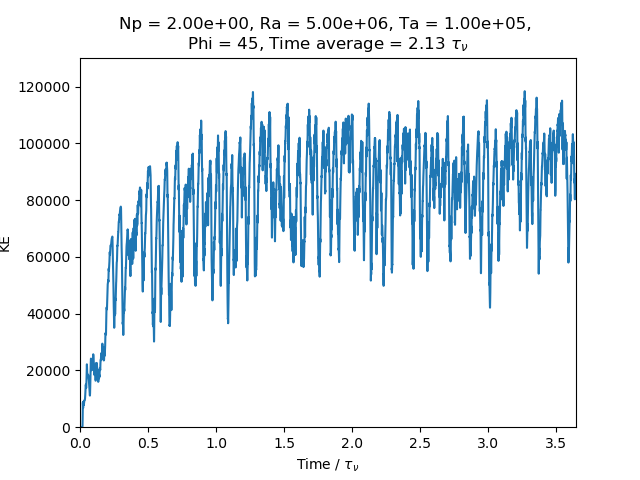 Np = 2.00e+00, Ra = 5.00e+06, Ta = 1.00e+05,
Phi = 45, Time average = 2.13 τν
120000
100000
80000
60000
40000
20000
0
KE
0.0 0.5 1.0 1.5 2.0 2.5 3.0 3.5
Time / τν